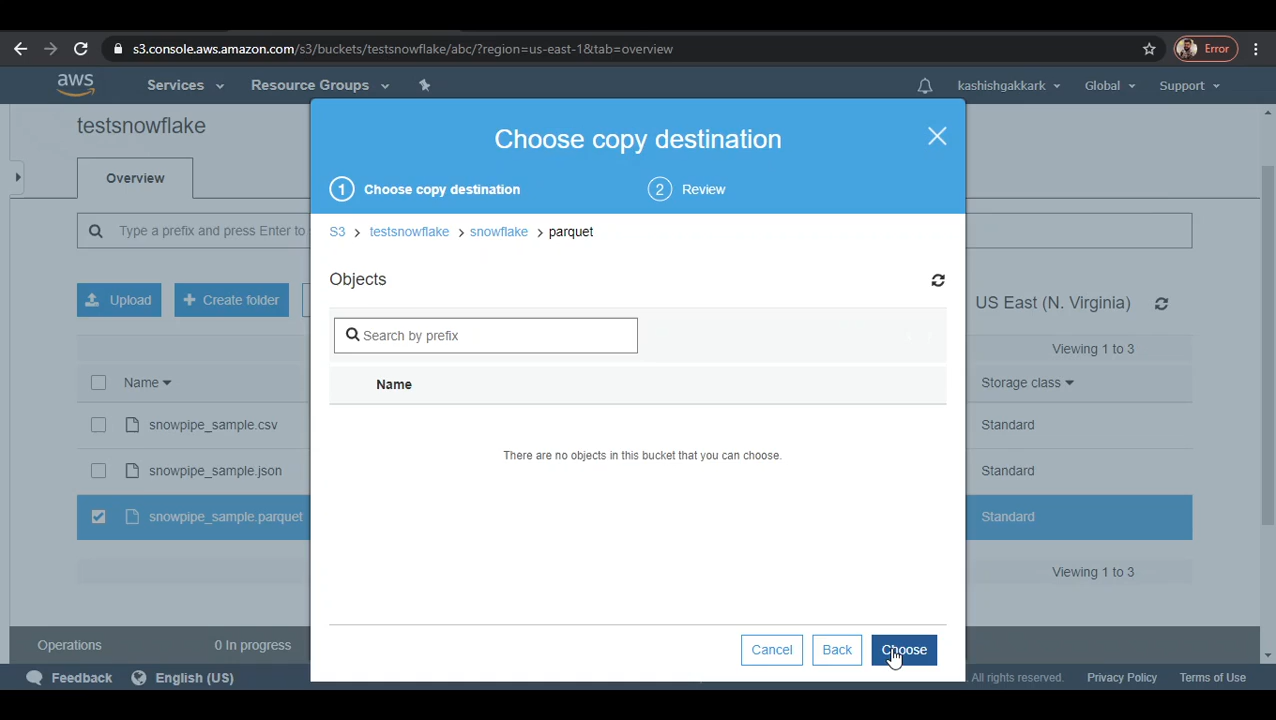 s3.console.aws.amazon.com/s3/buckets/testsnowflake/abc/?region=us-east-1&tab=overview
Error
aws
Services
Resource Groups
kashishgakkark
Global
Support
testsnowflake
Overview
Type a prefix and press Enter to
Upload
Create folder
US East (N. Virginia)
Viewing 1 to 3
Name
Storage class
snowpipe_sample.csv
Standard
snowpipe_sample.json
Standard
snowpipe_sample.parquet
Standard
Viewing 1 to 3
Operations
0 In progress
Choose copy destination
1 Choose copy destination
2 Review
S3 > testsnowflake > snowflake > parquet
Objects
Search by prefix
Name
There are no objects in this bucket that you can choose.
Cancel
Back
Choose
Feedback
English (US)
All rights reserved.
Privacy Policy
Terms of Use